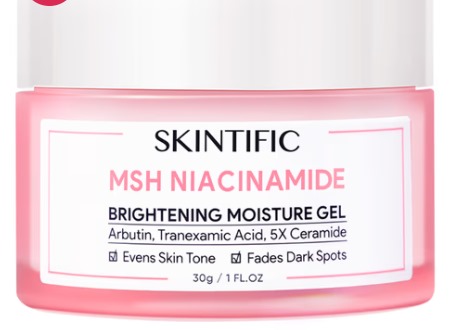 SKINTIFIC
MSH NIACINAMIDE
BRIGHTENING MOISTURE GEL
Arbutin, Tranexamic Acid, 5X Ceramide
☑ Evens Skin Tone ☑ Fades Dark Spots
30g / 1 FL.OZ